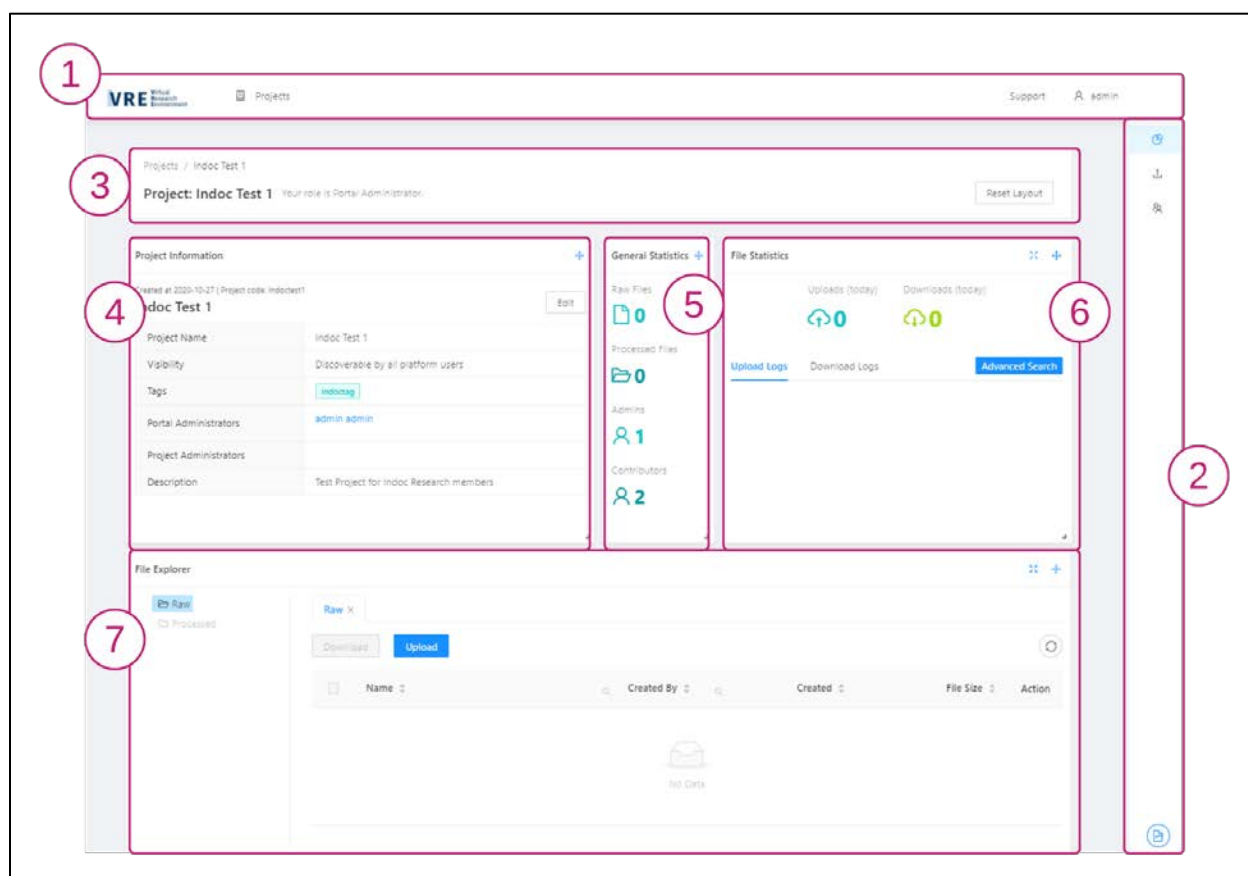 1
VRE Virtual Research Environment
Projects
Support
admin
2
3
Projects / Indoc Test 1
Project: Indoc Test 1 Your role is Portal Administrator.
Reset Layout
4
Project Information
Created at 2020-10-27 | Project code: indoctest1
ndoc Test 1
Edit
Project Name Indoc Test 1
Visibility Discoverable by all platform users
Tags indoctag
Portal Administrators admin admin
Project Administrators
Description Test Project for Indoc Research members
5
General Statistics
Raw Files
0
Processed Files
0
Admins
1
Contributors
2
6
File Statistics
Uploads (today) Downloads (today)
0 0
Upload Logs Download Logs Advanced Search
7
File Explorer
Raw
Processed
Raw ×
Download Upload
Name Created By Created File Size Action
No Data